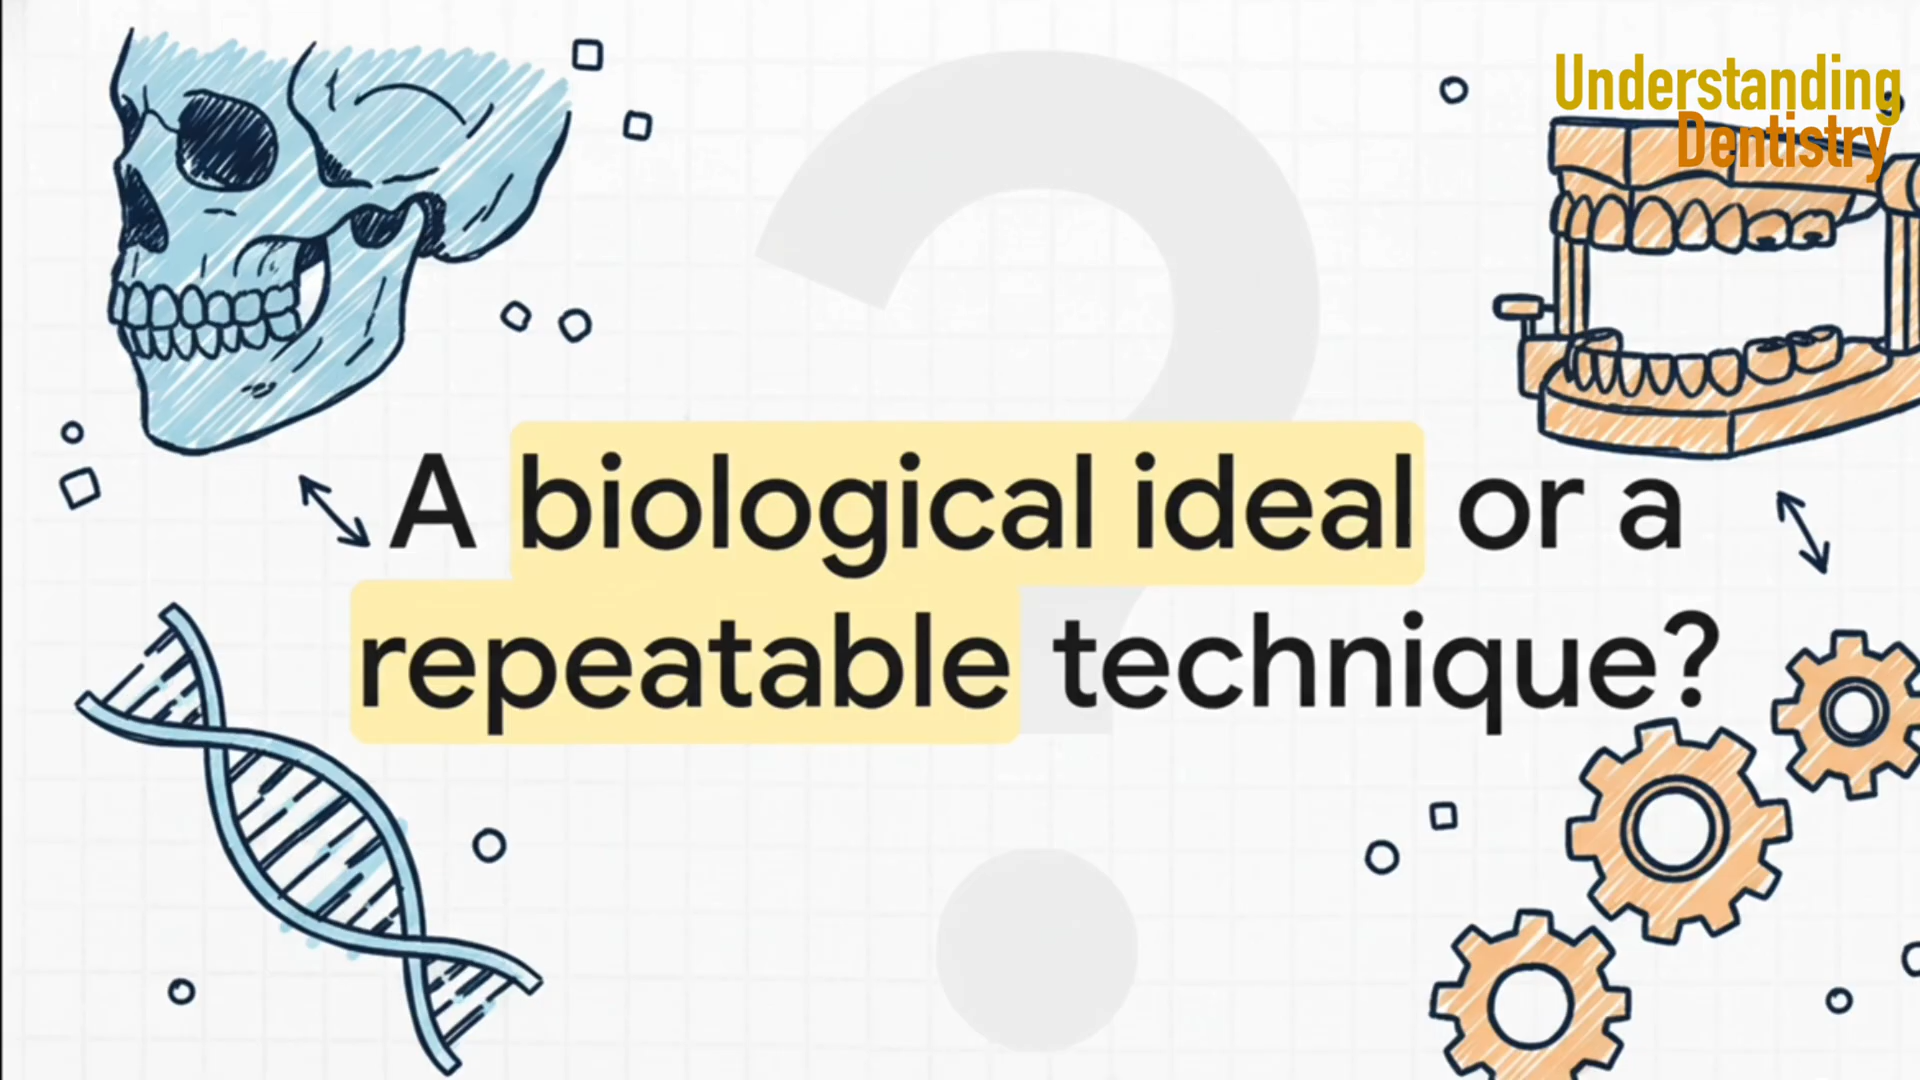 Understanding
Dentistry
A biological ideal or a
repeatable technique?